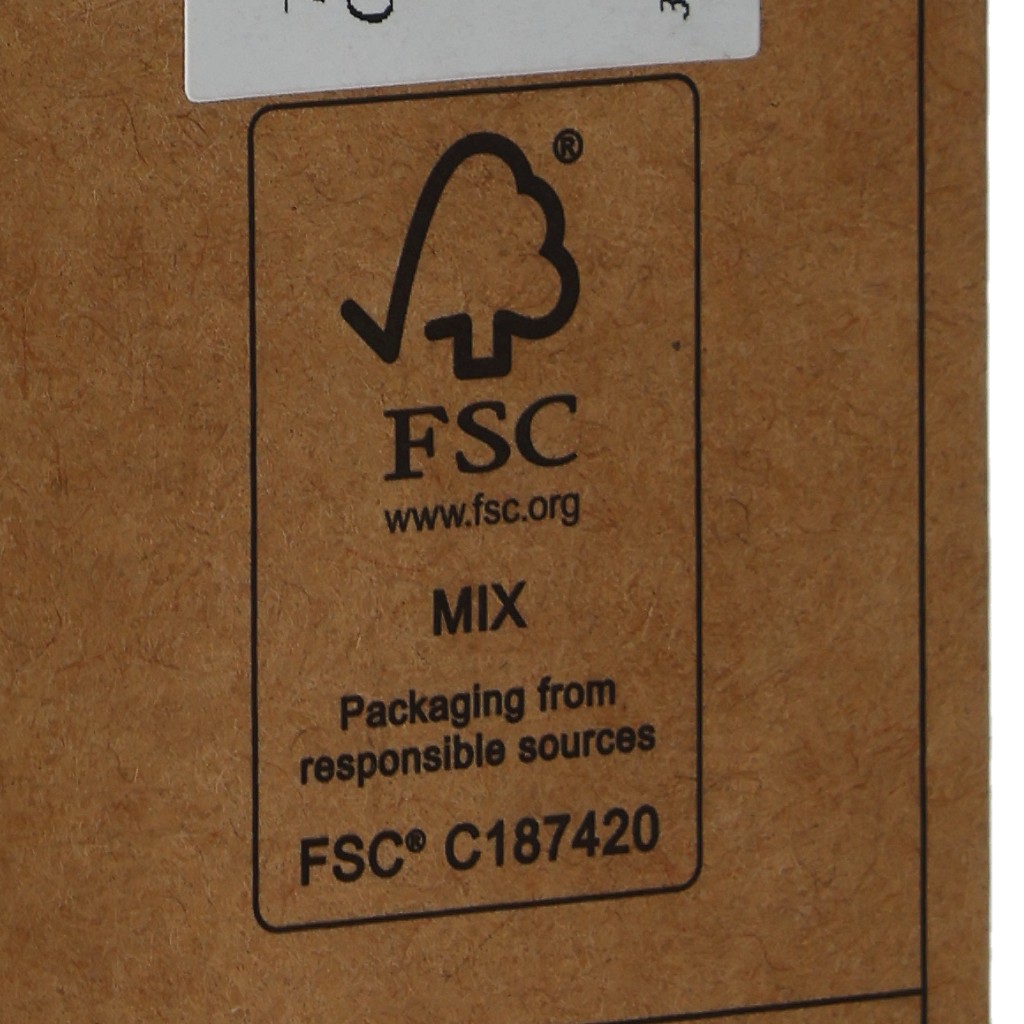 ®
FSC
www.fsc.org
MIX
Packaging from
responsible sources
FSC® C187420